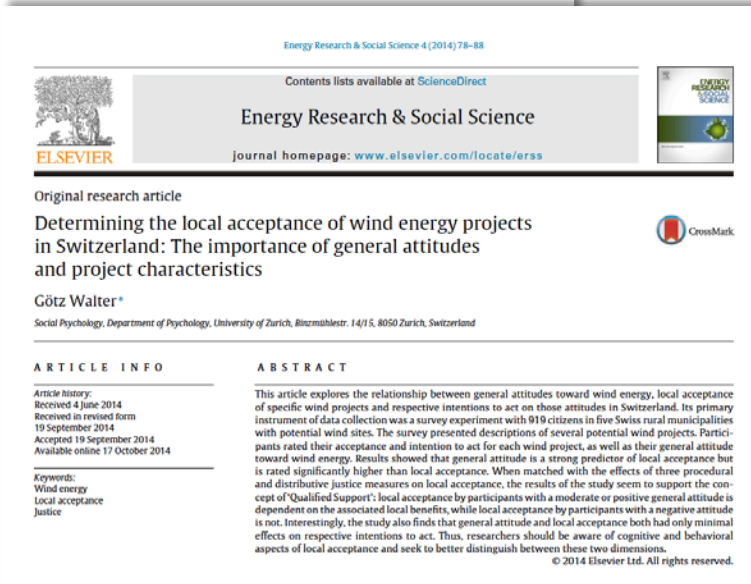 Energy Research & Social Science 4 (2014) 78–88
Contents lists available at ScienceDirect
Energy Research & Social Science
journal homepage: www.elsevier.com/locate/erss
ELSEVIER
ENERGY
RESEARCH
& SOCIAL
SCIENCE
Original research article
Determining the local acceptance of wind energy projects
in Switzerland: The importance of general attitudes
and project characteristics
CrossMark
Götz Walter*
Social Psychology, Department of Psychology, University of Zurich, Binzmühlestr. 14/15, 8050 Zurich, Switzerland
ARTICLE INFO
Article history:
Received 4 June 2014
Received in revised form
19 September 2014
Accepted 19 September 2014
Available online 17 October 2014
Keywords:
Wind energy
Local acceptance
Justice
ABSTRACT
This article explores the relationship between general attitudes toward wind energy, local acceptance
of specific wind projects and respective intentions to act on those attitudes in Switzerland. Its primary
instrument of data collection was a survey experiment with 919 citizens in five Swiss rural municipalities
with potential wind sites. The survey presented descriptions of several potential wind projects. Partici-
pants rated their acceptance and intention to act for each wind project, as well as their general attitude
toward wind energy. Results showed that general attitude is a strong predictor of local acceptance but
is rated significantly higher than local acceptance. When matched with the effects of three procedural
and distributive justice measures on local acceptance, the results of the study seem to support the con-
cept of 'Qualified Support': local acceptance by participants with a moderate or positive general attitude is
dependent on the associated local benefits, while local acceptance by participants with a negative attitude
is not. Interestingly, the study also finds that general attitude and local acceptance both had only minimal
effects on respective intentions to act. Thus, researchers should be aware of cognitive and behavioral
aspects of local acceptance and seek to better distinguish between these two dimensions.
© 2014 Elsevier Ltd. All rights reserved.